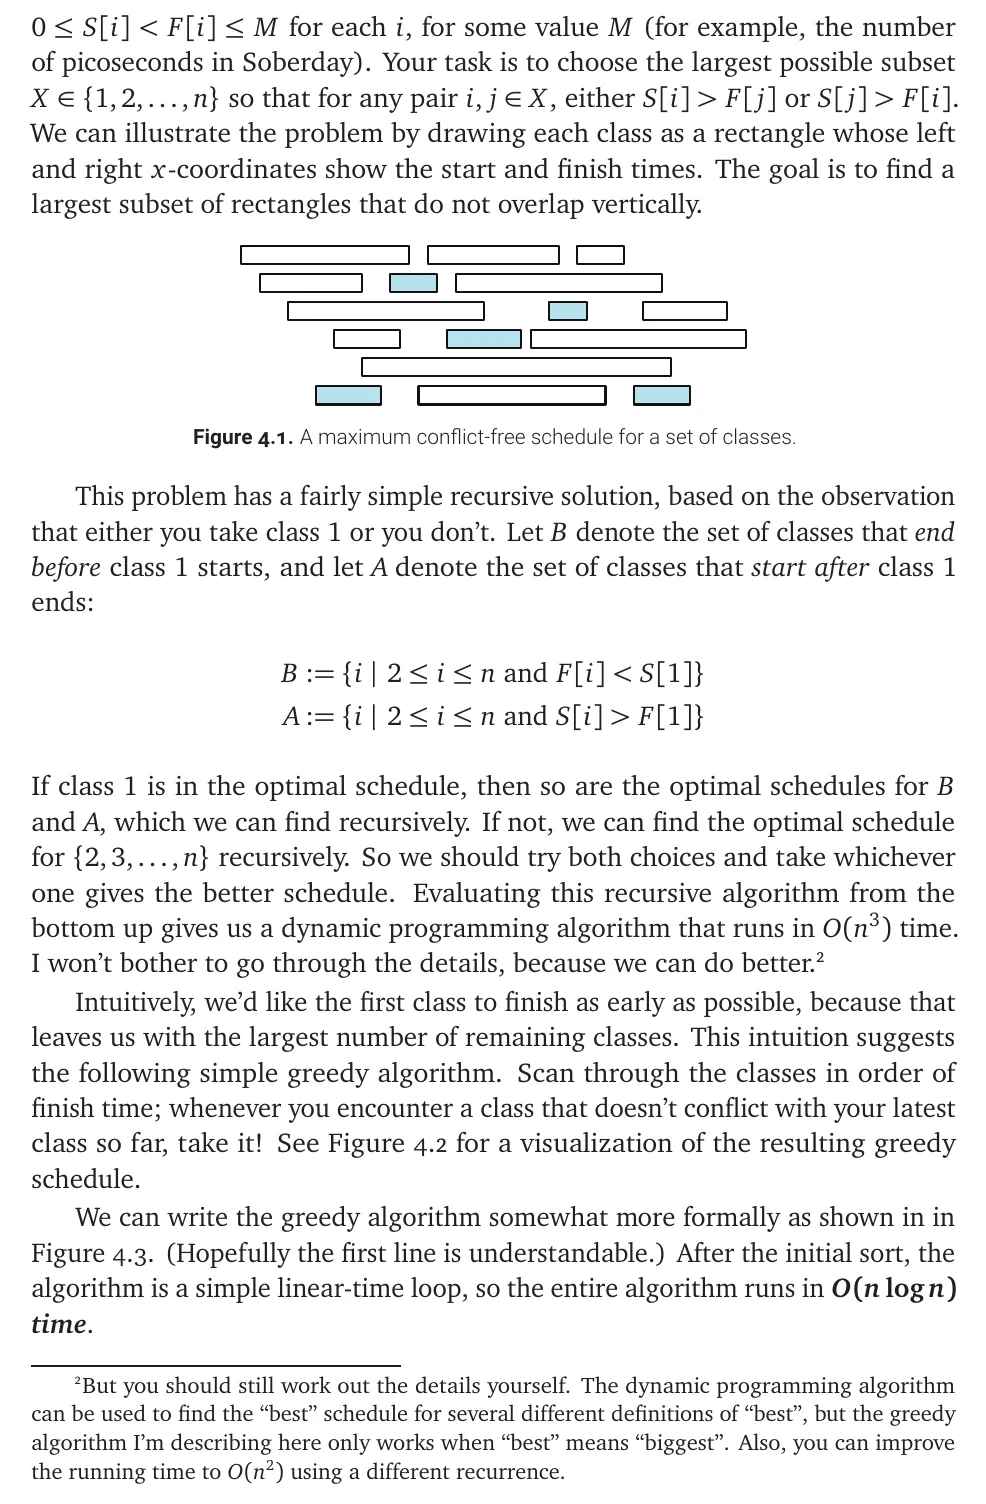 0 ≤ S[i] < F[i] ≤ M for each i, for some value M (for example, the number
of picoseconds in Soberday). Your task is to choose the largest possible subset
X ∈ {1, 2, . . . , n} so that for any pair i, j ∈ X, either S[i] > F[j] or S[j] > F[i].
We can illustrate the problem by drawing each class as a rectangle whose left
and right x-coordinates show the start and finish times. The goal is to find a
largest subset of rectangles that do not overlap vertically.
Figure 4.1. A maximum conflict-free schedule for a set of classes.
This problem has a fairly simple recursive solution, based on the observation
that either you take class 1 or you don’t. Let B denote the set of classes that end
before class 1 starts, and let A denote the set of classes that start after class 1
ends:
B := {i | 2 ≤ i ≤ n and F[i] < S[1]}
A := {i | 2 ≤ i ≤ n and S[i] > F[1]}
If class 1 is in the optimal schedule, then so are the optimal schedules for B
and A, which we can find recursively. If not, we can find the optimal schedule
for {2, 3, . . . , n} recursively. So we should try both choices and take whichever
one gives the better schedule. Evaluating this recursive algorithm from the
bottom up gives us a dynamic programming algorithm that runs in O(n³) time.
I won’t bother to go through the details, because we can do better.²
Intuitively, we’d like the first class to finish as early as possible, because that
leaves us with the largest number of remaining classes. This intuition suggests
the following simple greedy algorithm. Scan through the classes in order of
finish time; whenever you encounter a class that doesn’t conflict with your latest
class so far, take it! See Figure 4.2 for a visualization of the resulting greedy
schedule.
We can write the greedy algorithm somewhat more formally as shown in in
Figure 4.3. (Hopefully the first line is understandable.) After the initial sort, the
algorithm is a simple linear-time loop, so the entire algorithm runs in O(n log n)
time.
²But you should still work out the details yourself. The dynamic programming algorithm
can be used to find the “best” schedule for several different definitions of “best”, but the greedy
algorithm I’m describing here only works when “best” means “biggest”. Also, you can improve
the running time to O(n²) using a different recurrence.